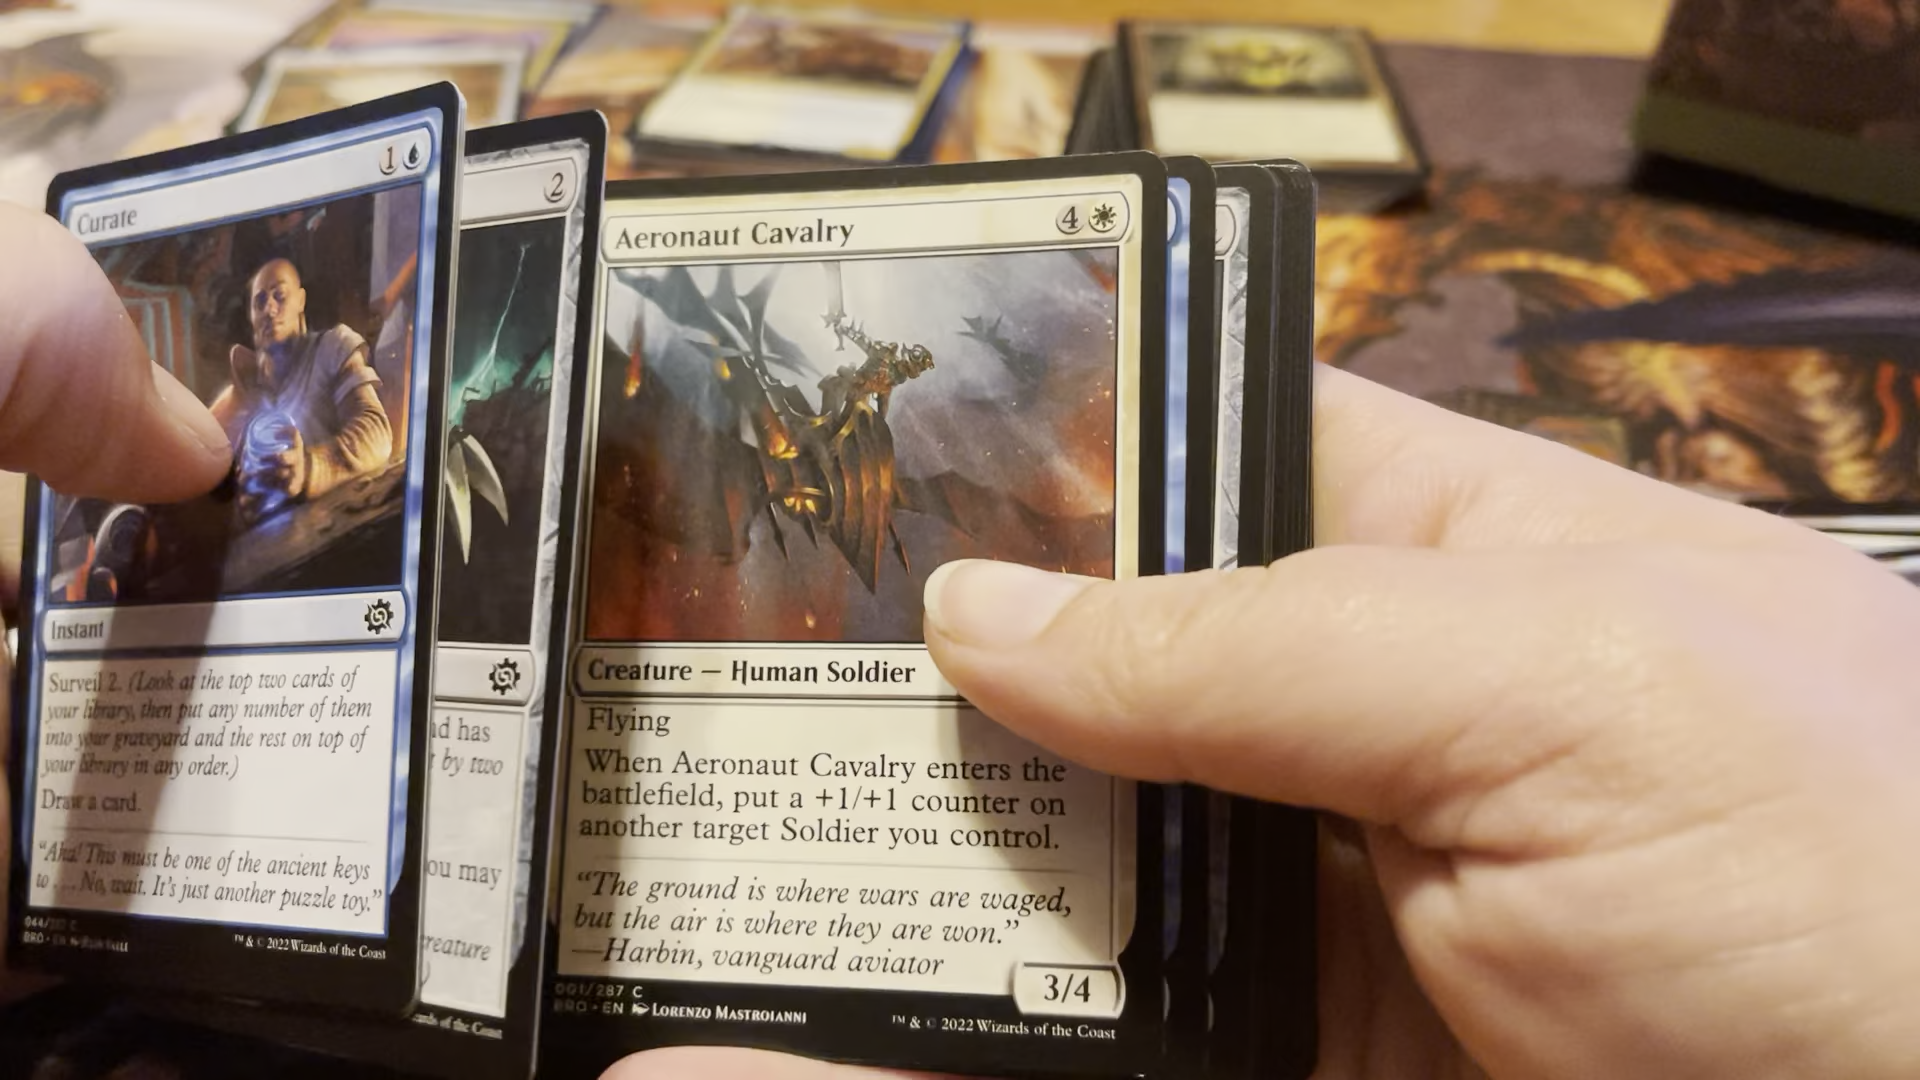 Curate
1
Instant
Surveil 2. (Look at the top two cards of
your library, then put any number of them
into your graveyard and the rest on top of
your library in any order.)
Draw a card.
"Aha! This must be one of the ancient keys
to . . . No, wait. It's just another puzzle toy."
BRO • EN
™ & © 2022 Wizards of the Coast
2
has
by two
ou may
reature
of the Coast
Aeronaut Cavalry
4
Creature — Human Soldier
Flying
When Aeronaut Cavalry enters the
battlefield, put a +1/+1 counter on
another target Soldier you control.
"The ground is where wars are waged,
but the air is where they are won."
—Harbin, vanguard aviator
3/4
001/287 C
BRO • EN Lorenzo Mastroianni
™ & © 2022 Wizards of the Coast